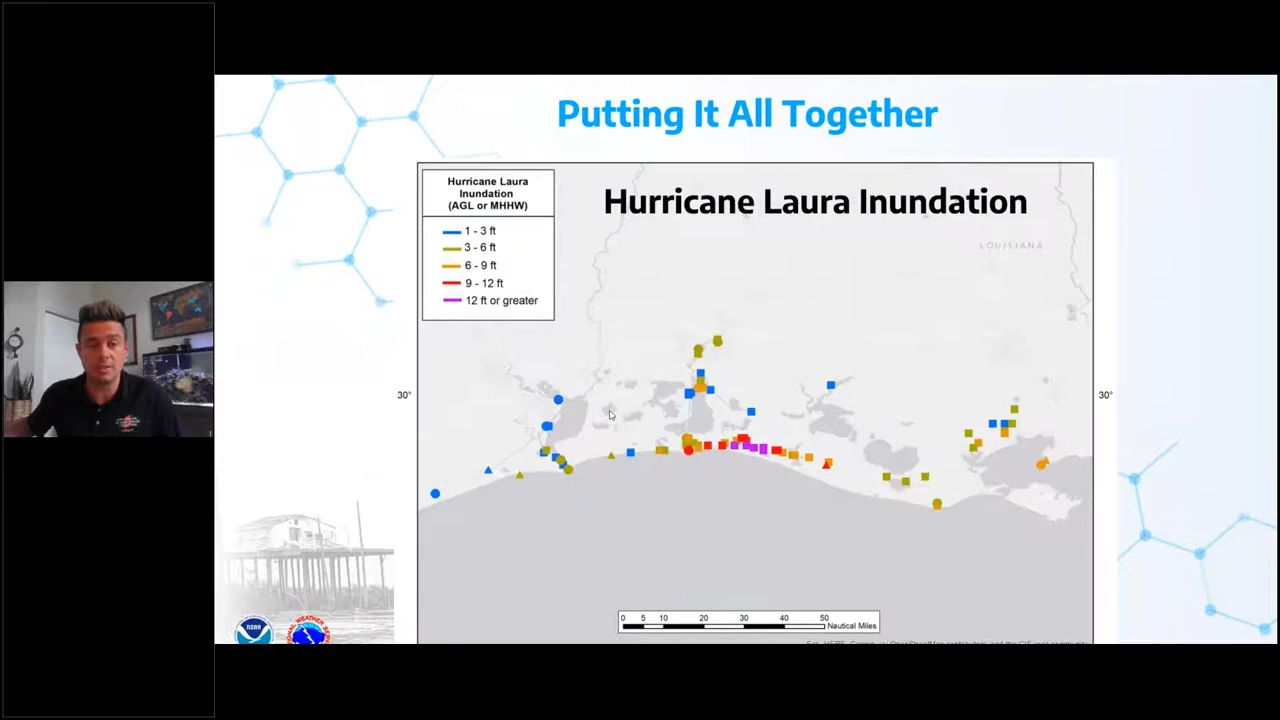 Putting It All Together
Hurricane Laura
Inundation
(AGL or MHHW)
1 - 3 ft
3 - 6 ft
6 - 9 ft
9 - 12 ft
12 ft or greater
Hurricane Laura Inundation
LOUISIANA
30°
30°
0 5 10 20 30 40 50
Nautical Miles
NOAA